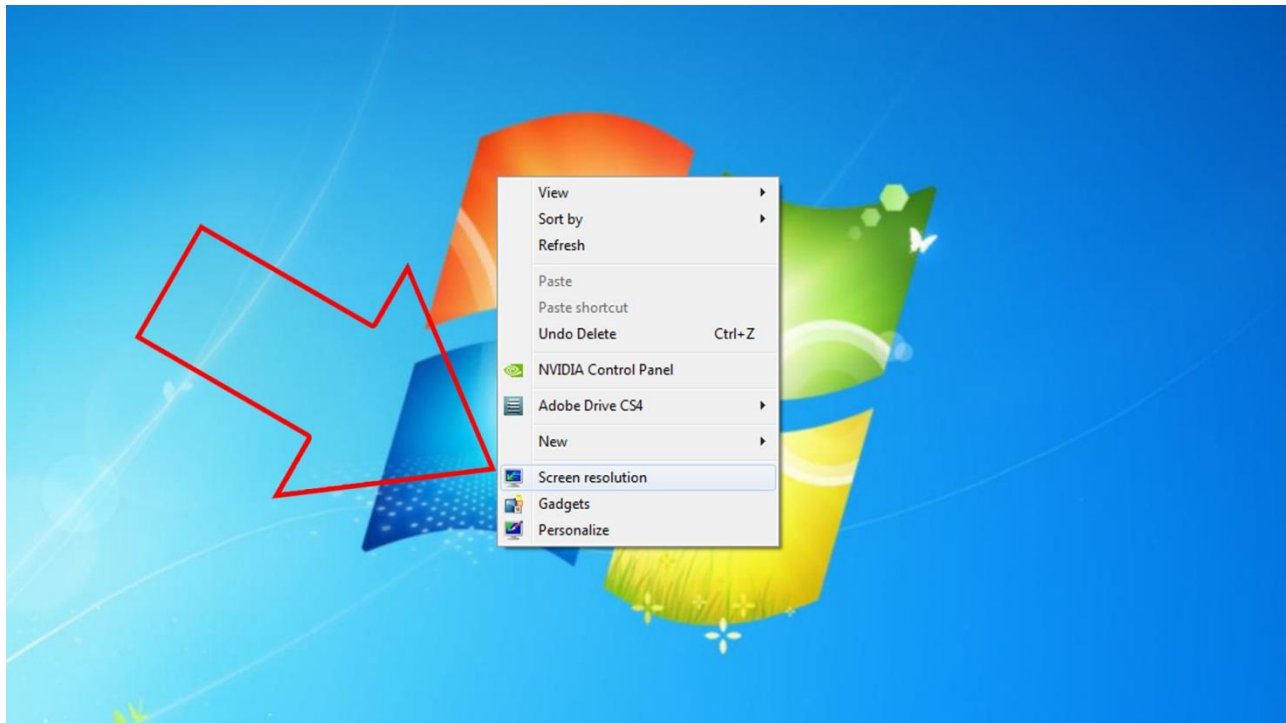 View
Sort by
Refresh
Paste
Paste shortcut
Undo Delete Ctrl+Z
NVIDIA Control Panel
Adobe Drive CS4
New
Screen resolution
Gadgets
Personalize